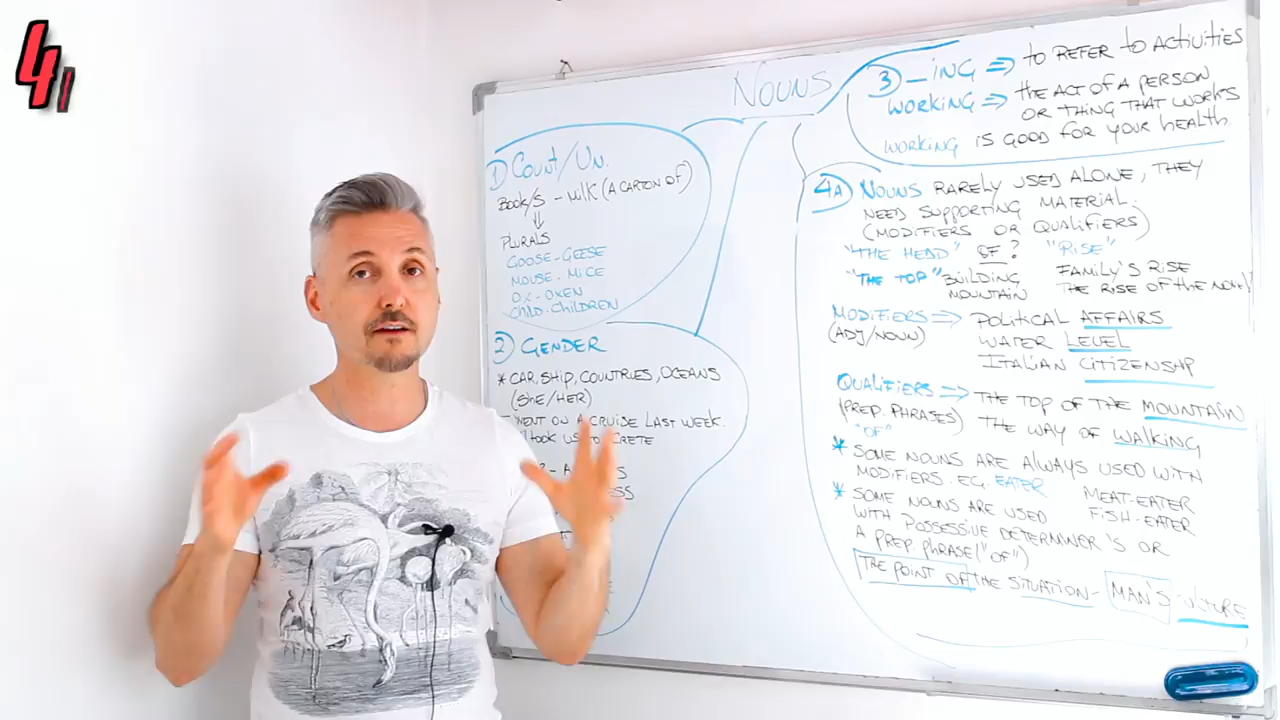 41
NOUNS
1) COUNT/UN.
BOOK/S - MILK (A CARTON OF)
PLURALS
GOOSE - GEESE
MOUSE - MICE
OX - OXEN
CHILD - CHILDREN
2) GENDER
* CAR, SHIP, COUNTRIES, OCEANS
(SHE/HER)
WENT ON A CRUISE LAST WEEK.
TOOK US TO CRETE
3) _ING => TO REFER TO ACTIVITIES
WORKING => THE ACT OF A PERSON
OR THING THAT WORKS
WORKING IS GOOD FOR YOUR HEALTH.
4A) NOUNS RARELY USED ALONE, THEY
NEED SUPPORTING MATERIAL.
(MODIFIERS OR QUALIFIERS)
"THE HEAD" OF? "RISE"
"THE TOP" BUILDING FAMILY'S RISE
MOUNTAIN THE RISE OF THE
MODIFIERS => POLITICAL AFFAIRS
(ADJ/NOUN) WATER LEVEL
ITALIAN CITIZENSHIP
QUALIFIERS => THE TOP OF THE MOUNTAIN
(PREP. PHRASES) THE WAY OF WALKING
"OF"
* SOME NOUNS ARE ALWAYS USED WITH
MODIFIERS. E.G. EATER MEAT-EATER
FISH-EATER
* SOME NOUNS ARE USED
WITH POSSESSIVE DETERMINER 'S OR
A PREP. PHRASE ("OF")
THE POINT OF THE SITUATION - MAN'S